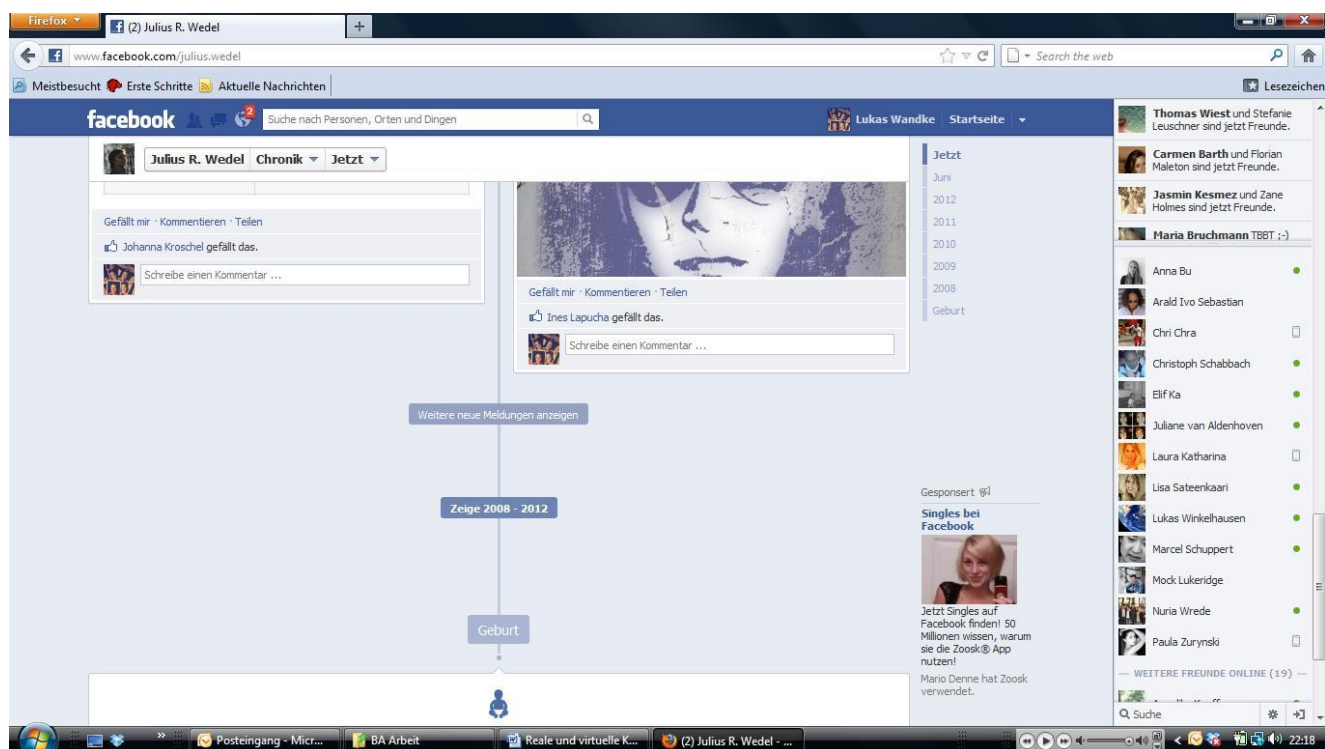 Firefox
(2) Julius R. Wedel
www.facebook.com/julius.wedel
Search the web
Meistbesucht
Erste Schritte
Aktuelle Nachrichten
Lesezeichen
facebook
2
Suche nach Personen, Orten und Dingen
Lukas Wandke
Startseite
Julius R. Wedel
Chronik
Jetzt
Gefällt mir · Kommentieren · Teilen
Johanna Kroschel gefällt das.
Schreibe einen Kommentar ...
Gefällt mir · Kommentieren · Teilen
Ines Lapucha gefällt das.
Schreibe einen Kommentar ...
Weitere neue Meldungen anzeigen
Zeige 2008 - 2012
Geburt
Jetzt
Juni
2012
2011
2010
2009
2008
Geburt
Gesponsert
Singles bei
Facebook
Jetzt Singles auf
Facebook finden! 50
Millionen wissen, warum
sie die Zoosk® App
nutzen!
Mario Denne hat Zoosk
verwendet.
Thomas Wiest und Stefanie
Leuschner sind jetzt Freunde.
Carmen Barth und Florian
Maleton sind jetzt Freunde.
Jasmin Kesmez und Zane
Holmes sind jetzt Freunde.
Maria Bruchmann TBBT ;-)
Anna Bu
Arald Ivo Sebastian
Chri Chra
Christoph Schabbach
Elif Ka
Juliane van Aldenhoven
Laura Katharina
Lisa Sateenkaari
Lukas Winkelhausen
Marcel Schuppert
Mock Lukeridge
Nuria Wrede
Paula Zurynski
WEITERE FREUNDE ONLINE (19)
Suche
Posteingang - Micr...
BA Arbeit
Reale und virtuelle K...
(2) Julius R. Wedel - ...
22:18